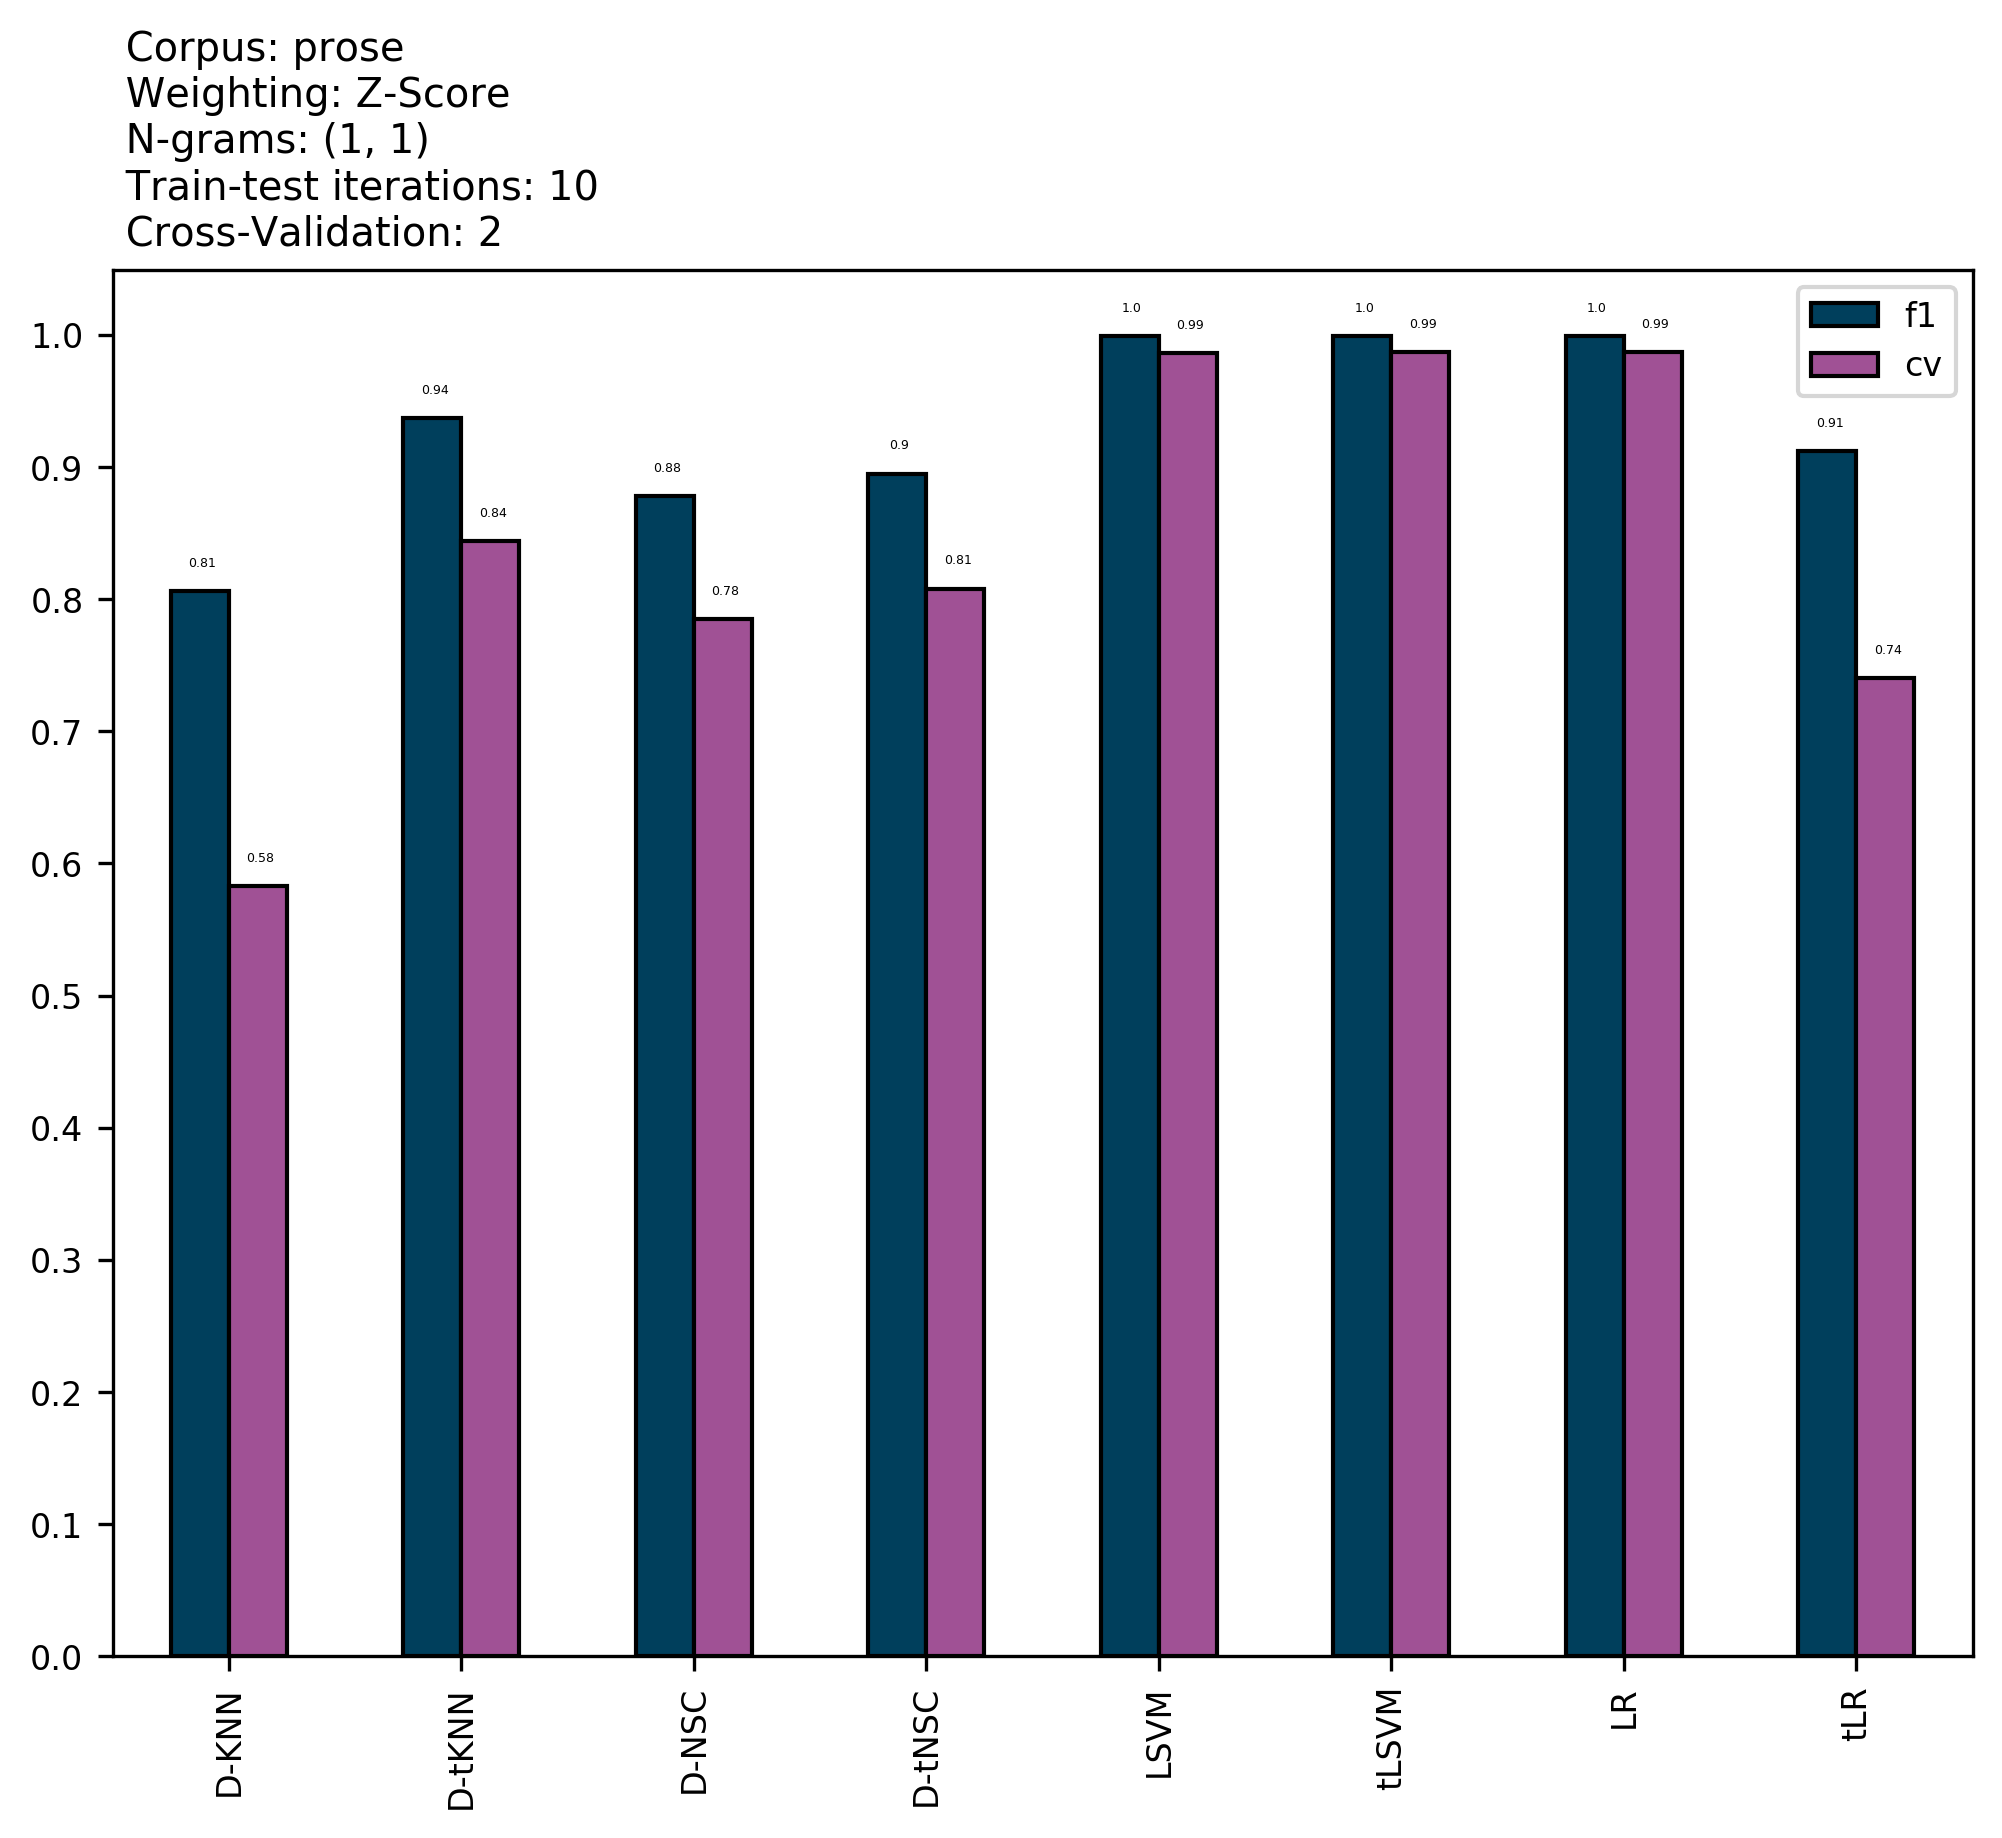 Corpus: prose
Weighting: Z-Score
N-grams: (1, 1)
Train-test iterations: 10
Cross-Validation: 2
f1
cv
1.0
0.9
0.8
0.7
0.6
0.5
0.4
0.3
0.2
0.1
0.0
0.81
0.58
0.94
0.84
0.88
0.78
0.9
0.81
1.0
0.99
1.0
0.99
1.0
0.99
0.91
0.74
D-KNN
D-tKNN
D-NSC
D-tNSC
LSVM
tLSVM
LR
tLR